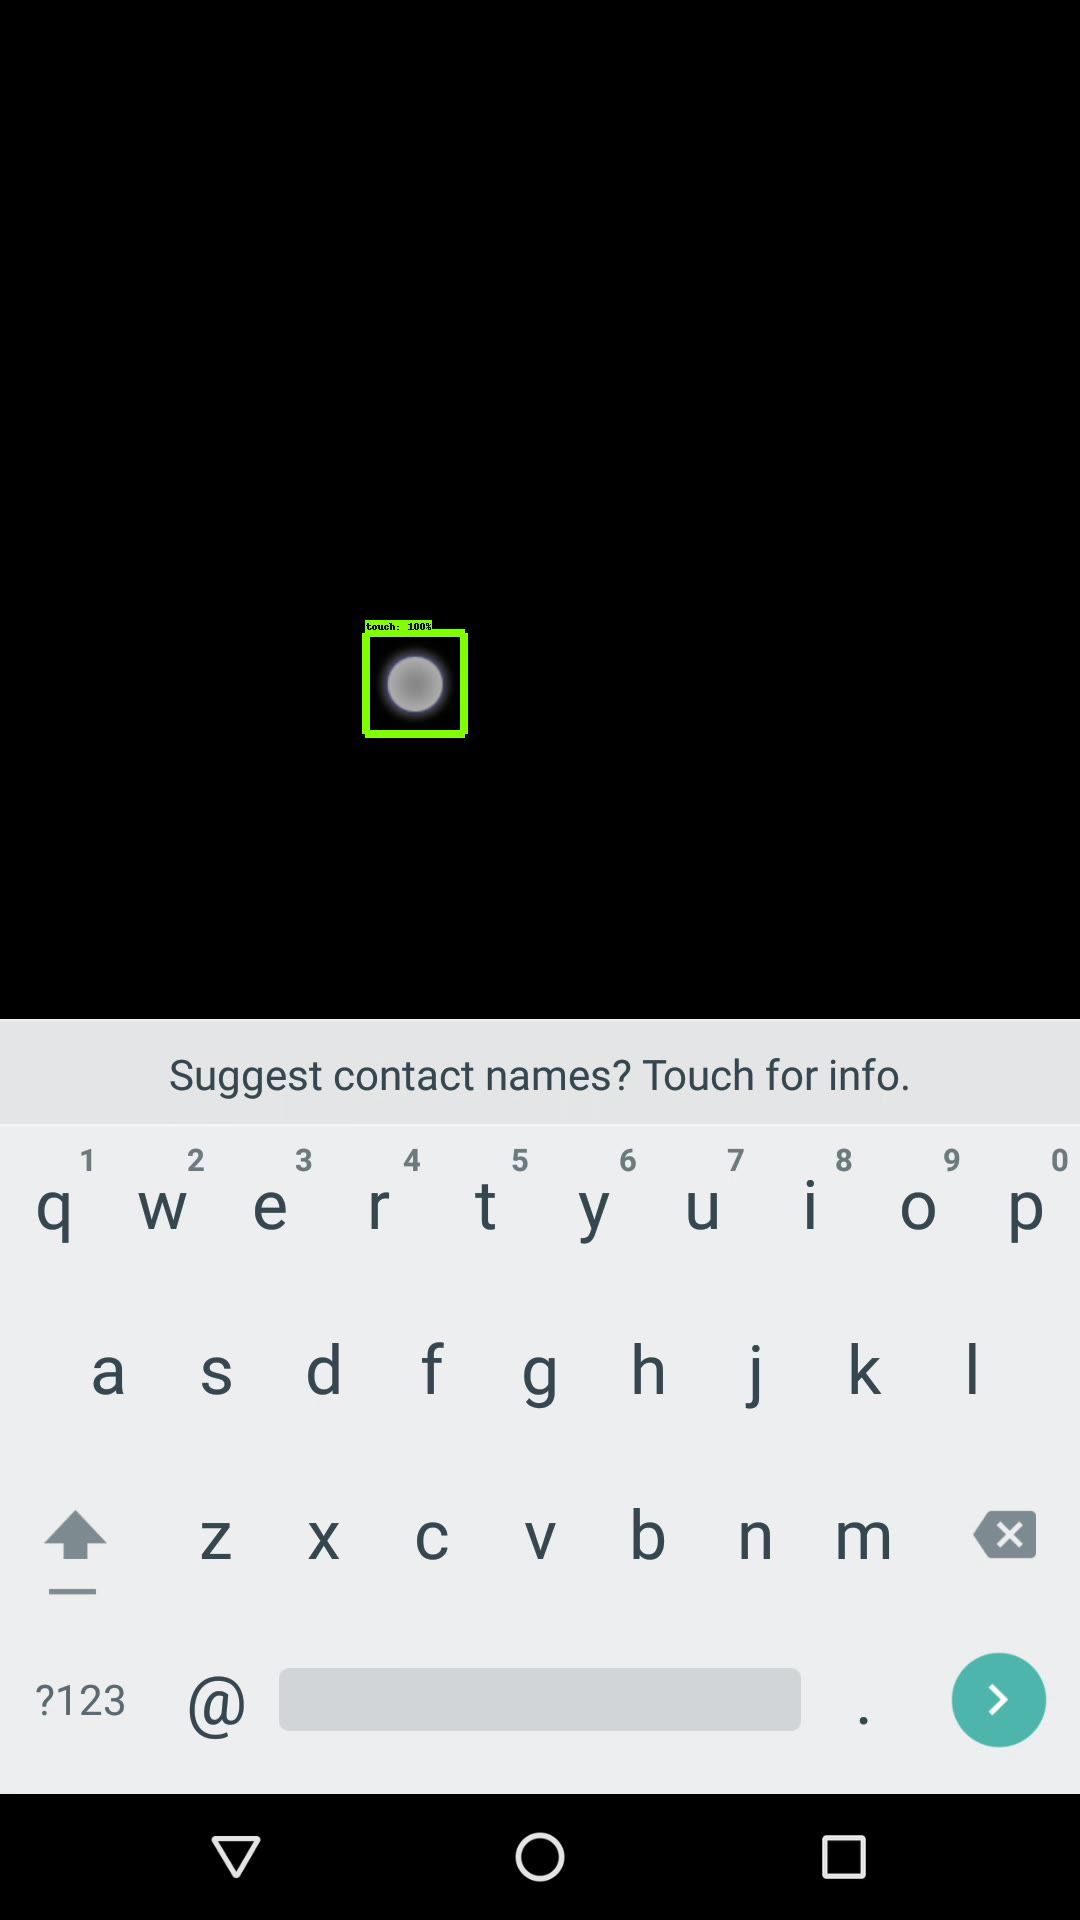 touch: 100%
Suggest contact names? Touch for info.
1 2 3 4 5 6 7 8 9 0
q w e r t y u i o p
a s d f g h j k l
z x c v b n m
?123 @ .